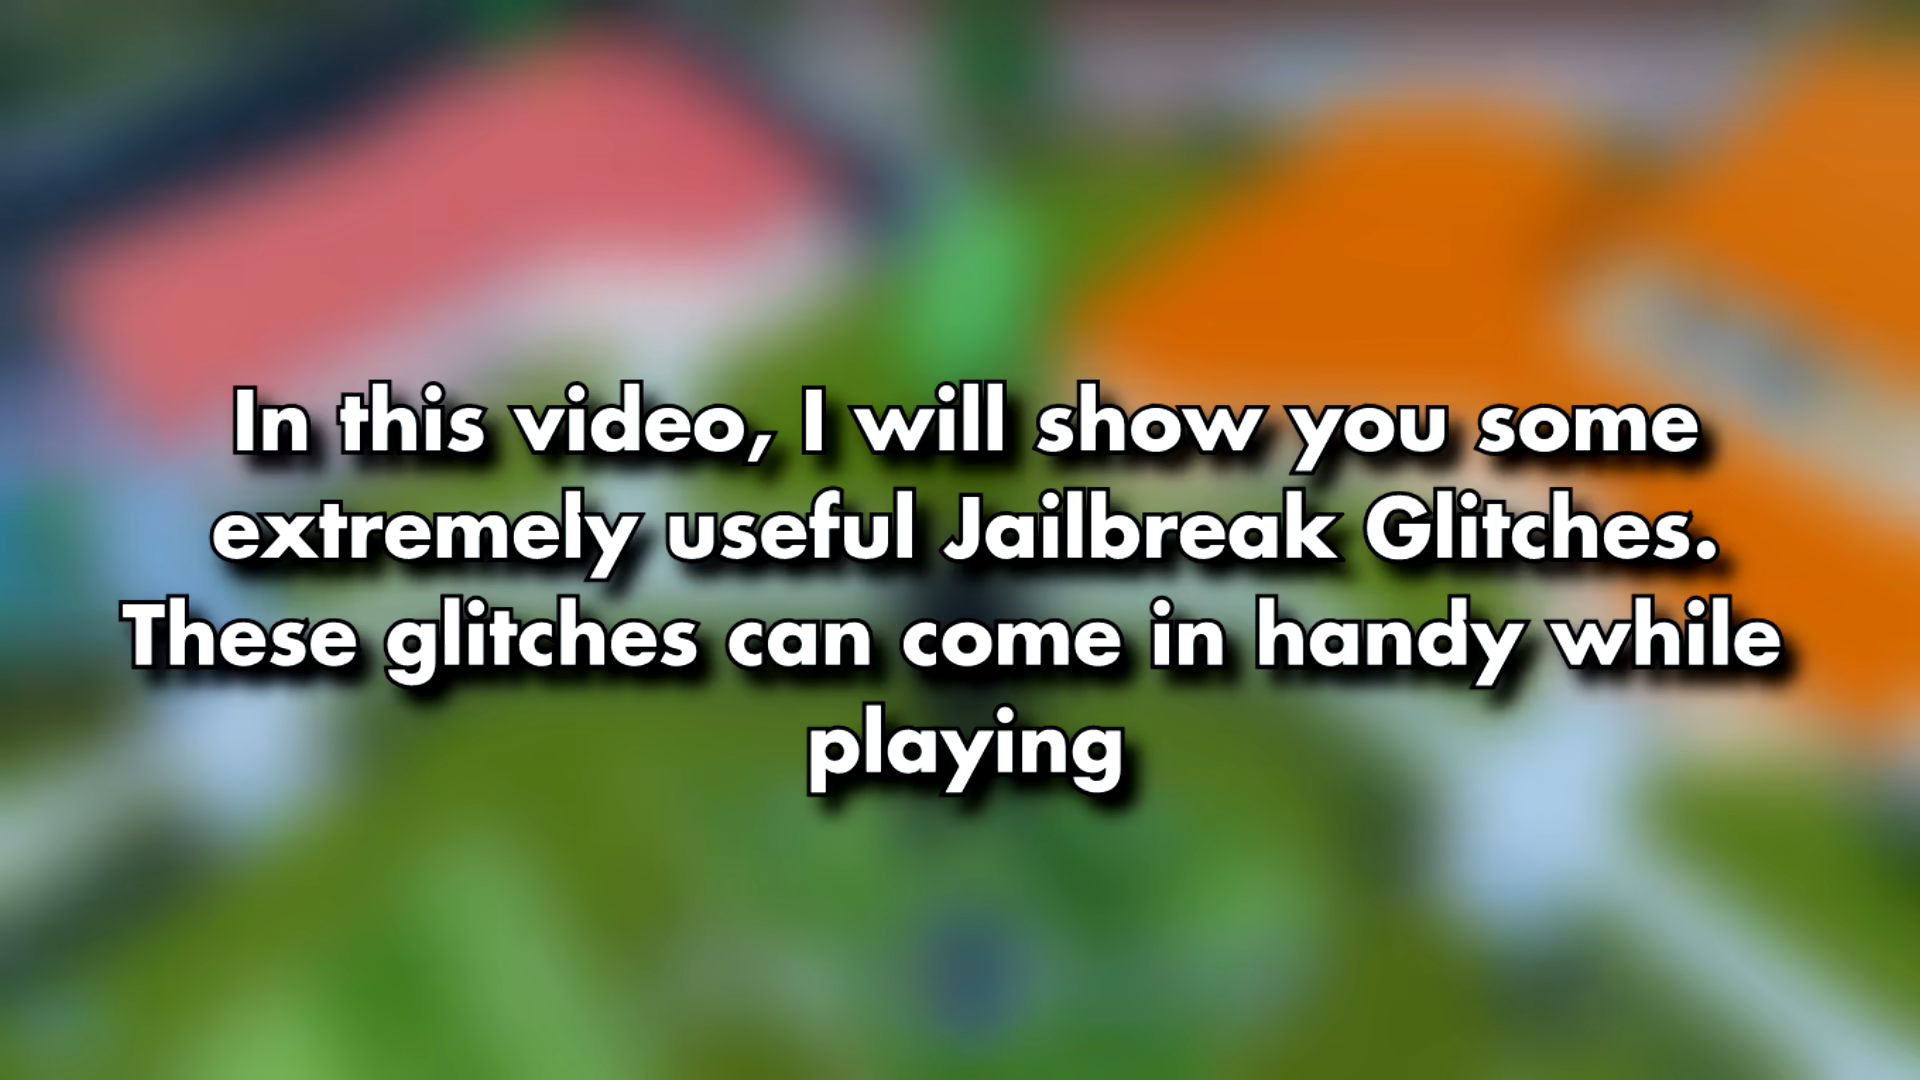 In this video, I will show you some
extremely useful Jailbreak Glitches.
These glitches can come in handy while
playing